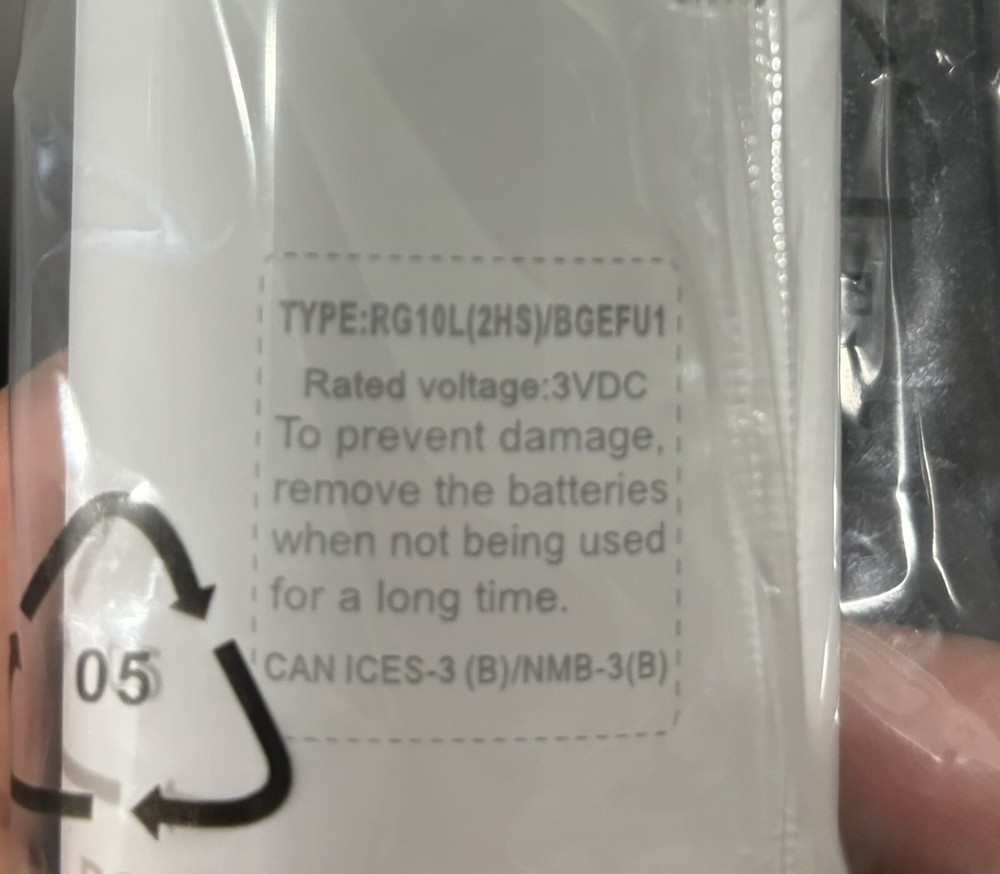 TYPE:RG10L(2HS)/BGEFU1
Rated voltage:3VDC
To prevent damage,
remove the batteries
when not being used
for a long time.
CAN ICES-3 (B)/NMB-3(B)
05